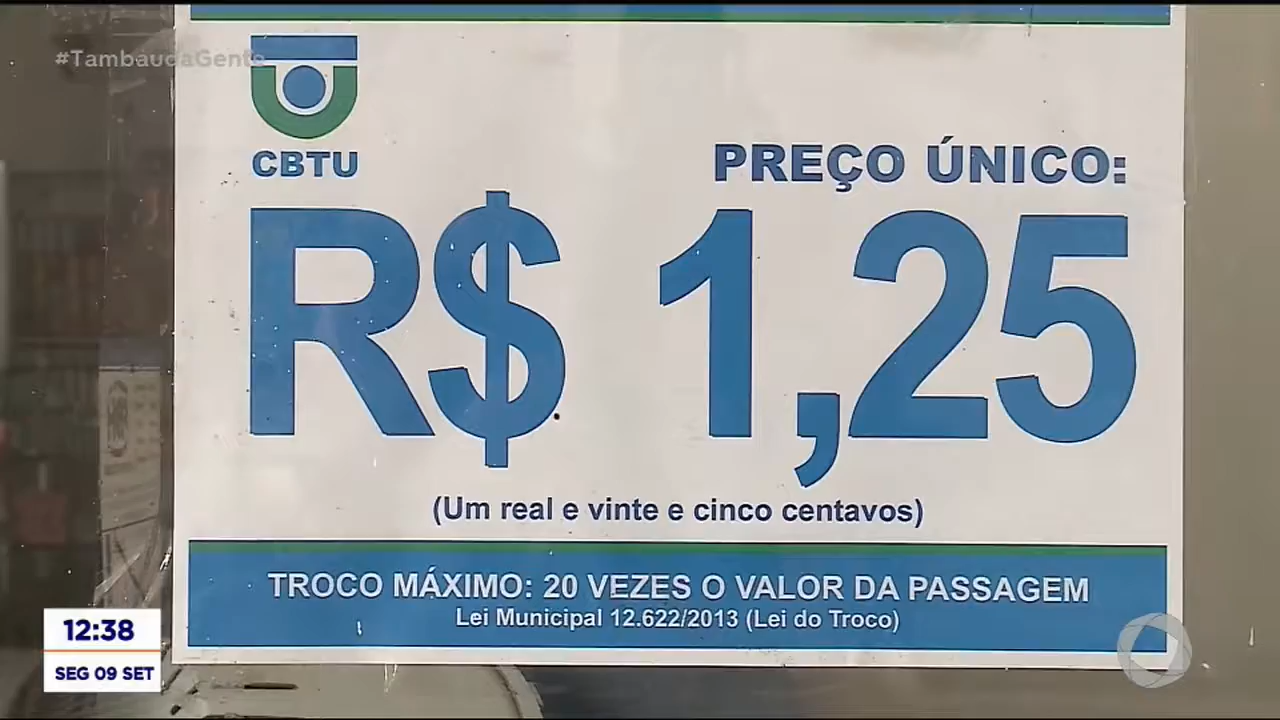 #TambaúdaGente
CBTU
PREÇO ÚNICO:
R$ 1,25
(Um real e vinte e cinco centavos)
TROCO MÁXIMO: 20 VEZES O VALOR DA PASSAGEM
Lei Municipal 12.622/2013 (Lei do Troco)
12:38
SEG 09 SET